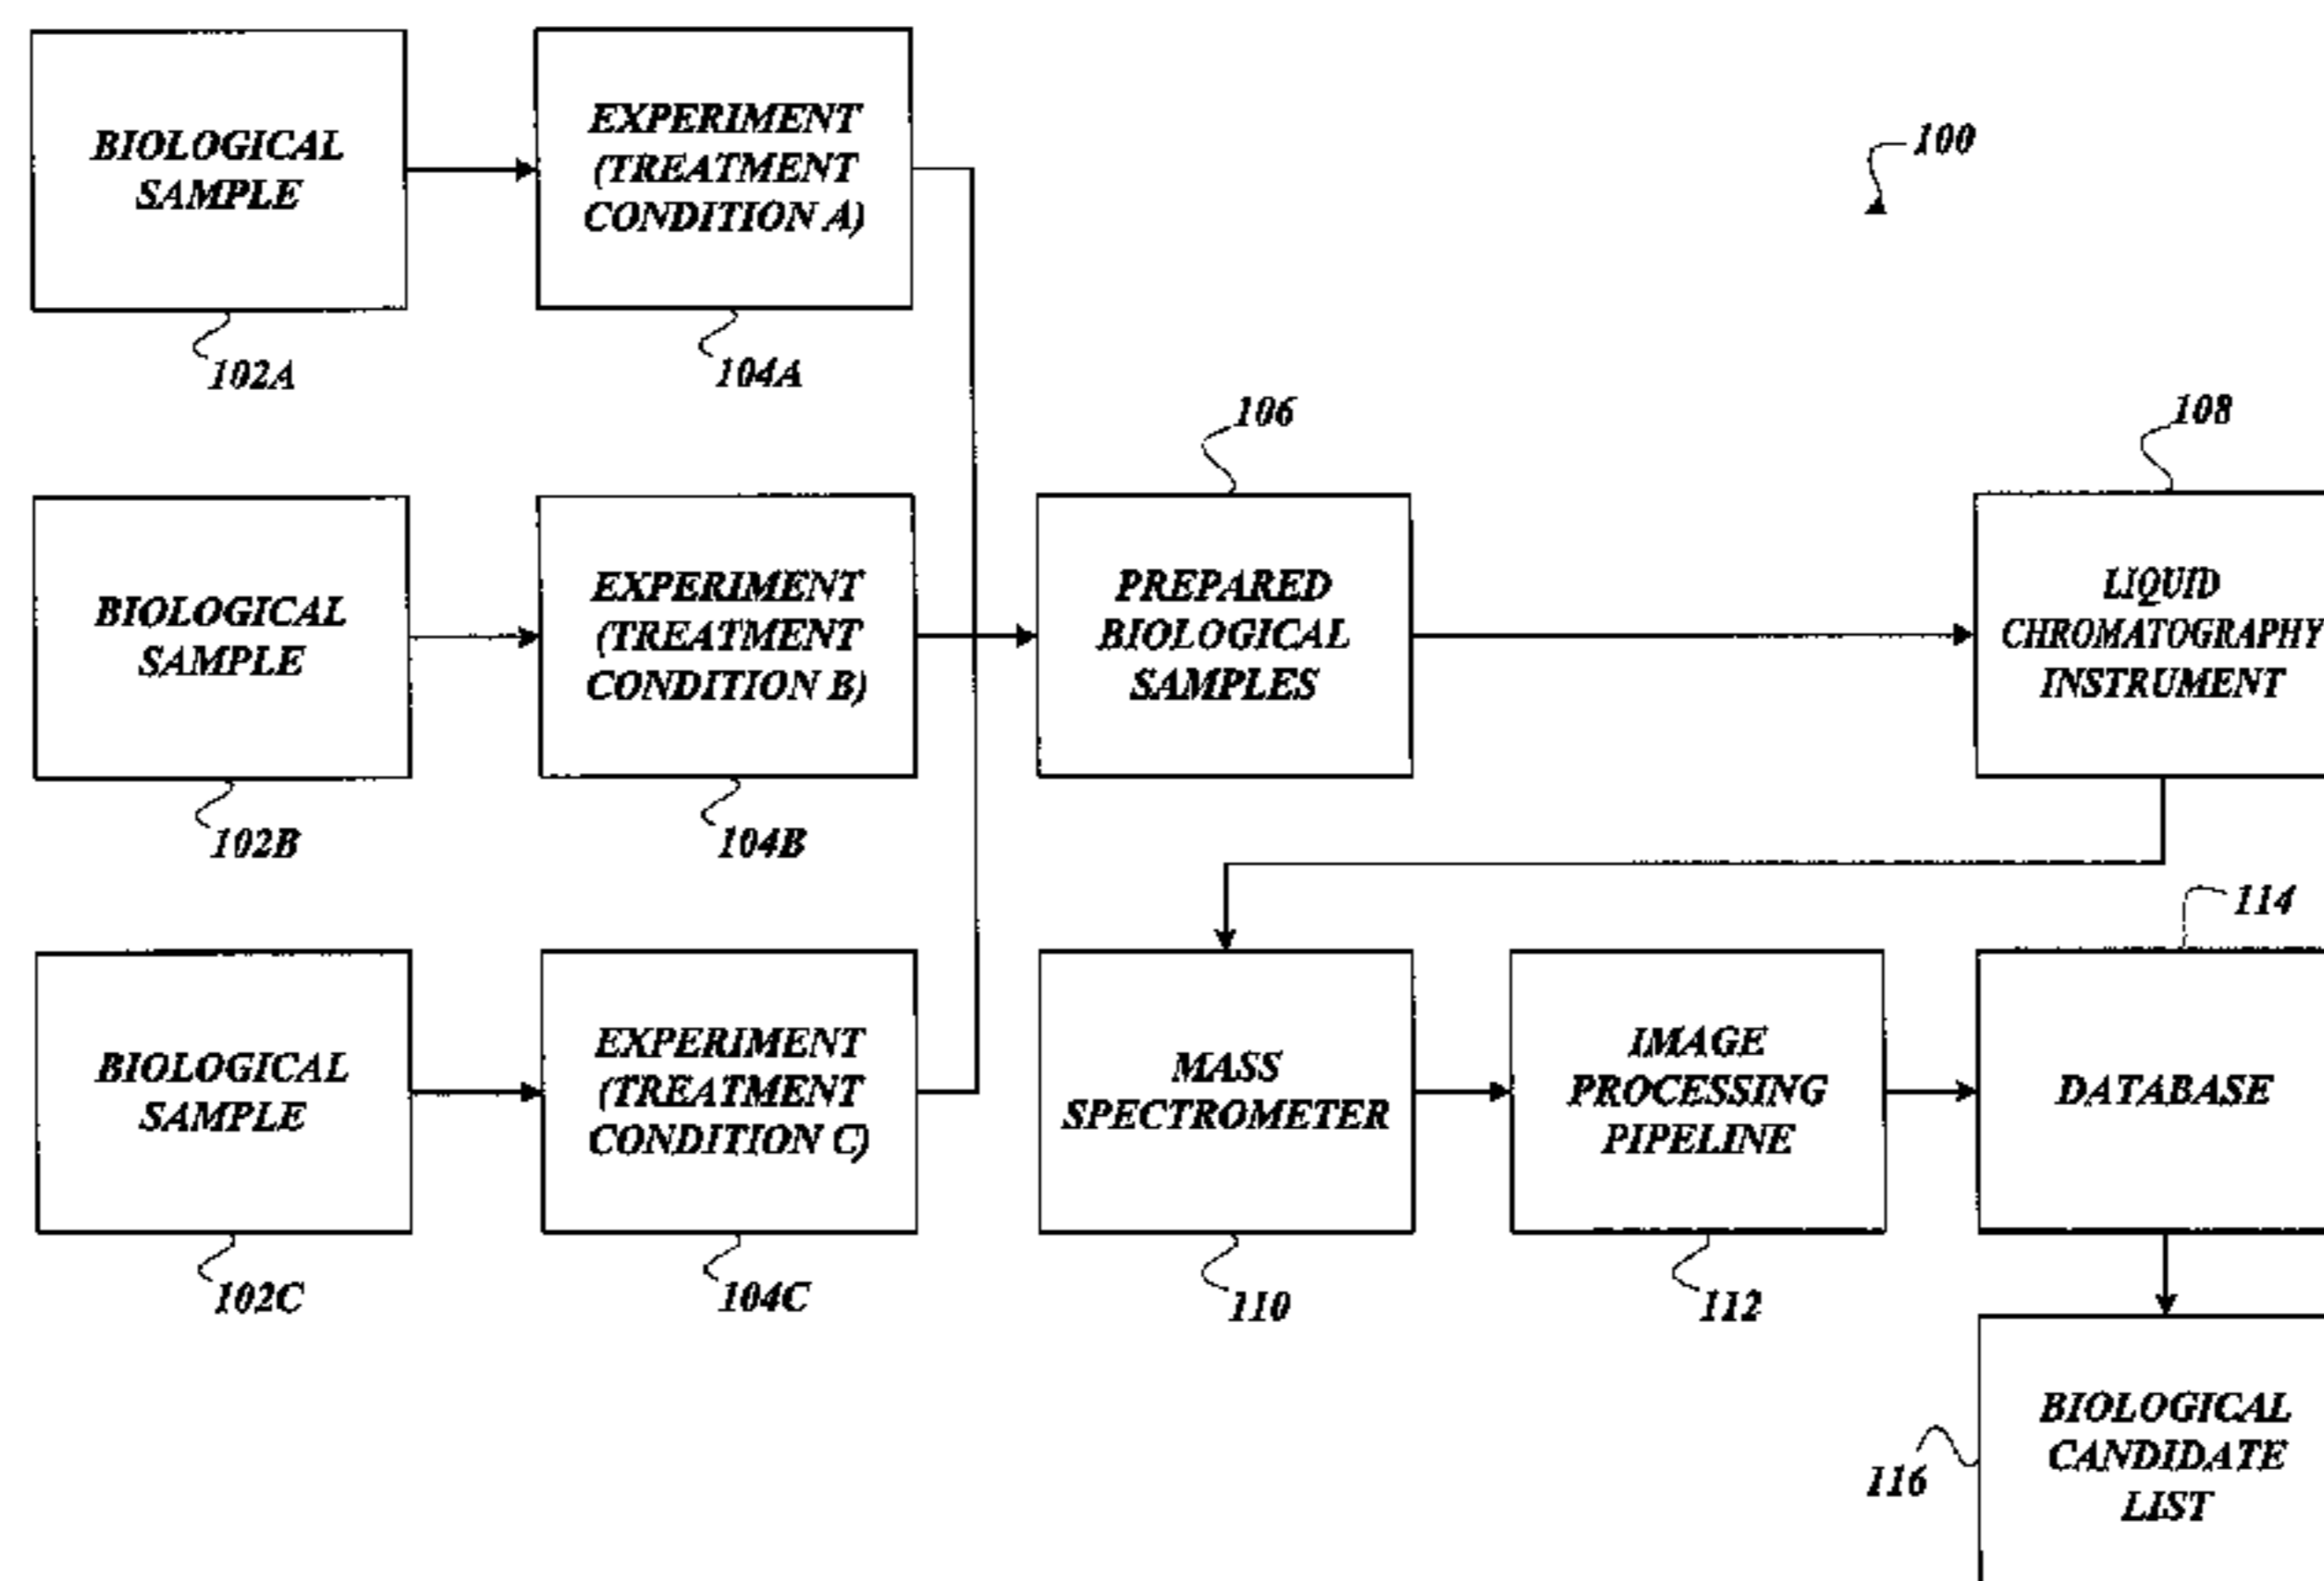 BIOLOGICAL
SAMPLE
102A
EXPERIMENT
(TREATMENT
CONDITION A)
104A
100
BIOLOGICAL
SAMPLE
102B
EXPERIMENT
(TREATMENT
CONDITION B)
104B
106
PREPARED
BIOLOGICAL
SAMPLES
108
LIQUID
CHROMATOGRAPHY
INSTRUMENT
BIOLOGICAL
SAMPLE
102C
EXPERIMENT
(TREATMENT
CONDITION C)
104C
MASS
SPECTROMETER
110
IMAGE
PROCESSING
PIPELINE
112
114
DATABASE
BIOLOGICAL
CANDIDATE
LIST
116